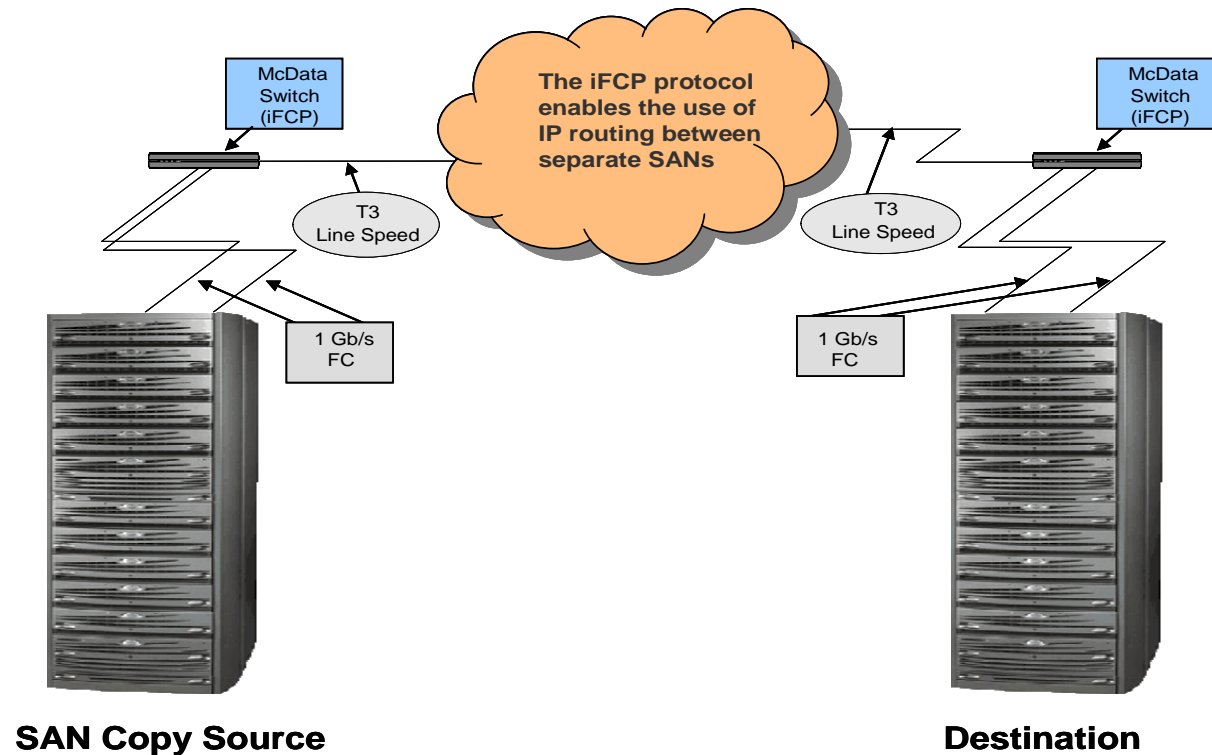 McData
Switch
(iFCP)
The iFCP protocol
enables the use of
IP routing between
separate SANs
McData
Switch
(iFCP)
T3
Line Speed
T3
Line Speed
1 Gb/s
FC
1 Gb/s
FC
SAN Copy Source
Destination